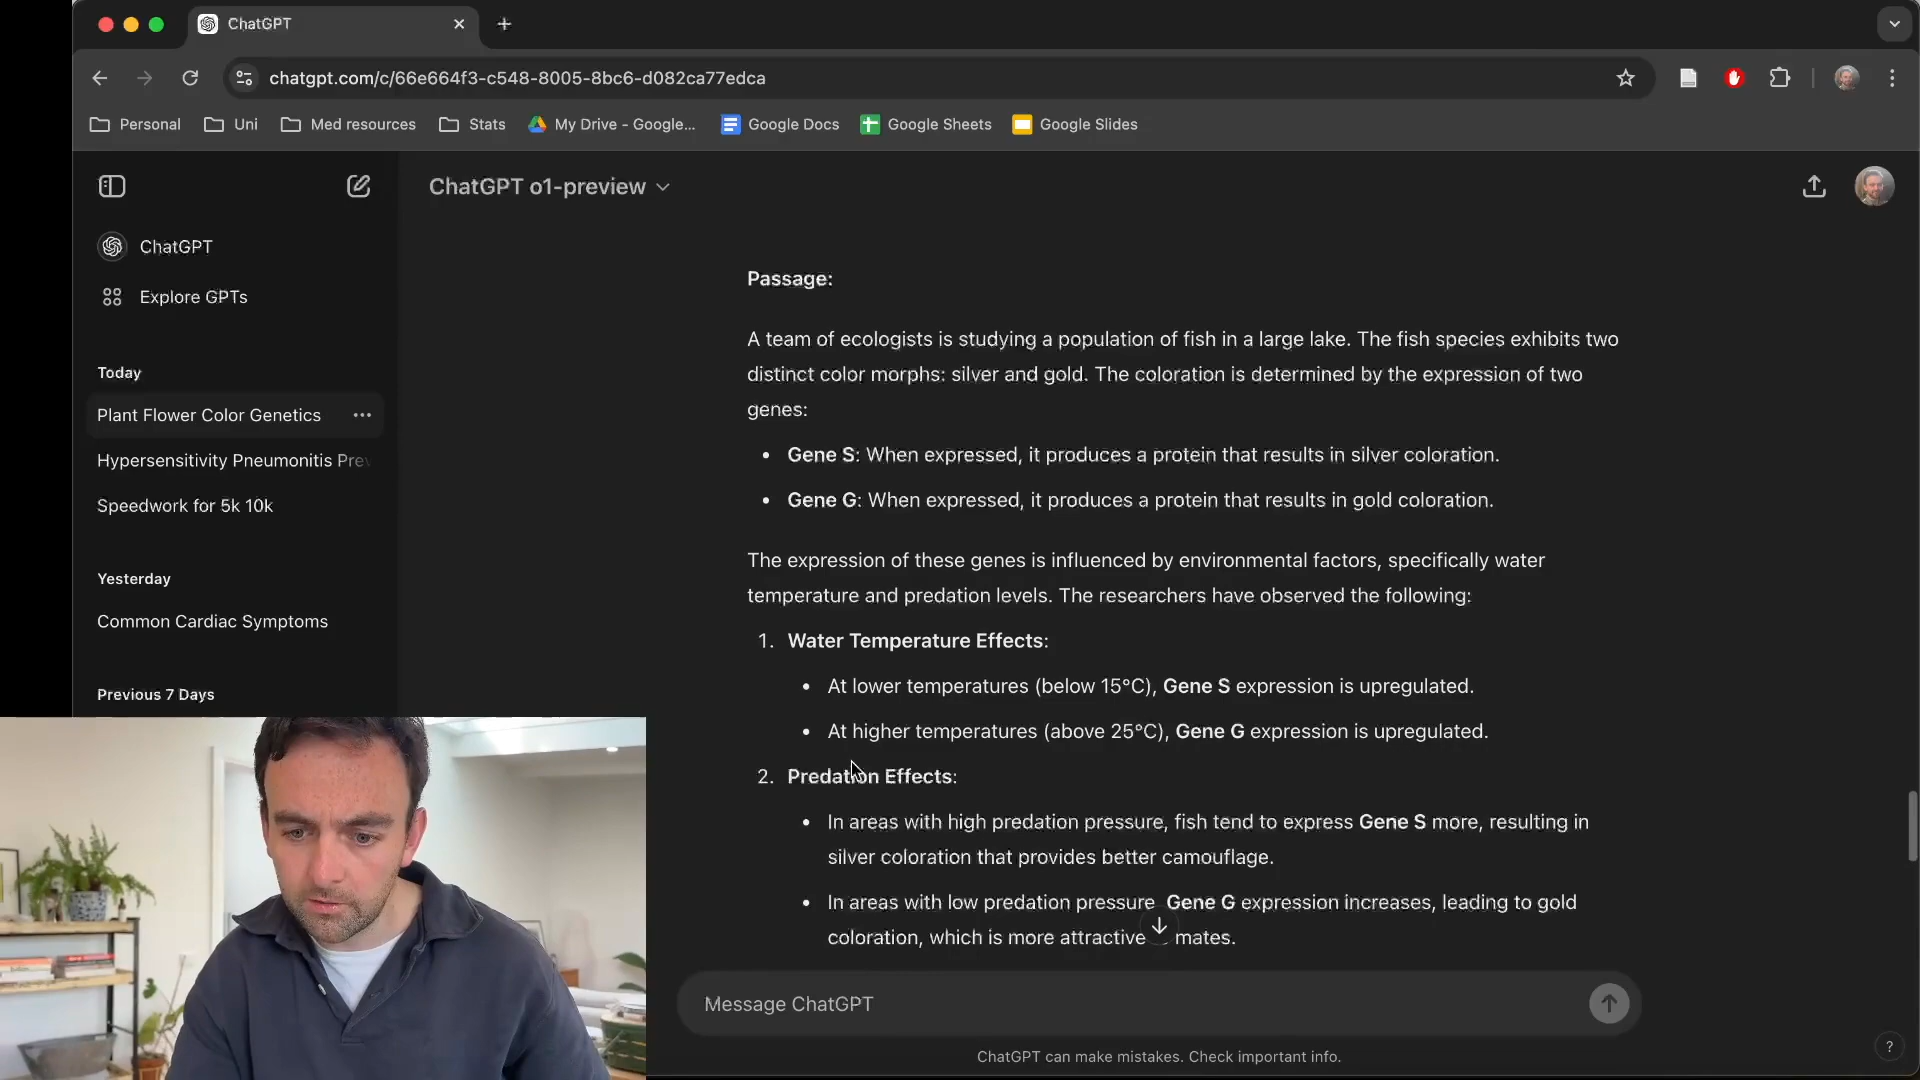 ChatGPT
chatgpt.com/c/66e664f3-c548-8005-8bc6-d082ca77edca
Personal
Uni
Med resources
Stats
My Drive - Google...
Google Docs
Google Sheets
Google Slides
ChatGPT o1-preview
ChatGPT
Explore GPTs
Today
Plant Flower Color Genetics
Hypersensitivity Pneumonitis Prev
Speedwork for 5k 10k
Yesterday
Common Cardiac Symptoms
Previous 7 Days
Passage:
A team of ecologists is studying a population of fish in a large lake. The fish species exhibits two
distinct color morphs: silver and gold. The coloration is determined by the expression of two
genes:
• Gene S: When expressed, it produces a protein that results in silver coloration.
• Gene G: When expressed, it produces a protein that results in gold coloration.
The expression of these genes is influenced by environmental factors, specifically water
temperature and predation levels. The researchers have observed the following:
1. Water Temperature Effects:
• At lower temperatures (below 15°C), Gene S expression is upregulated.
• At higher temperatures (above 25°C), Gene G expression is upregulated.
2. Predation Effects:
• In areas with high predation pressure, fish tend to express Gene S more, resulting in
silver coloration that provides better camouflage.
• In areas with low predation pressure Gene G expression increases, leading to gold
coloration, which is more attractive mates.
Message ChatGPT
ChatGPT can make mistakes. Check important info.
?